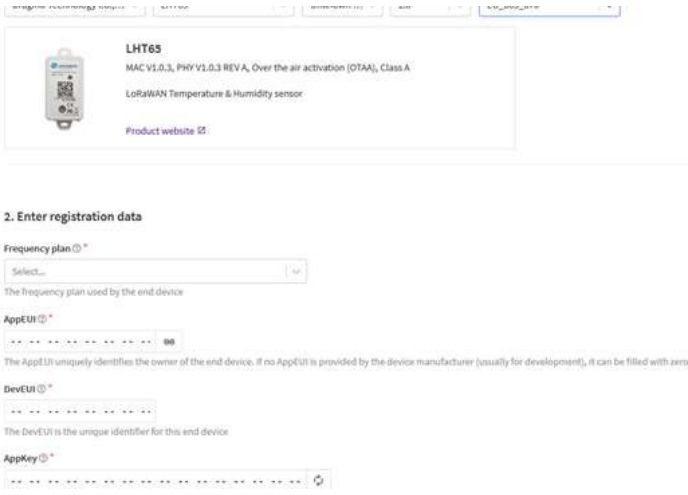 LHT65
MAC V1.0.3, PHY V1.0.3 REV A, Over the air activation (OTAA), Class A
LoRaWAN Temperature & Humidity sensor
Product website
2. Enter registration data
Frequency plan *
Select...
The frequency plan used by the end device
AppEUI *
.. .. .. .. .. .. .. .. 00
The AppEUI uniquely identifies the owner of the end device. If no AppEUI is provided by the device manufacturer (usually for development), it can be filled with zero
DevEUI *
.. .. .. .. .. .. .. ..
The DevEUI is the unique identifier for this end device
AppKey *
.. .. .. .. .. .. .. .. .. .. .. .. .. .. .. ..